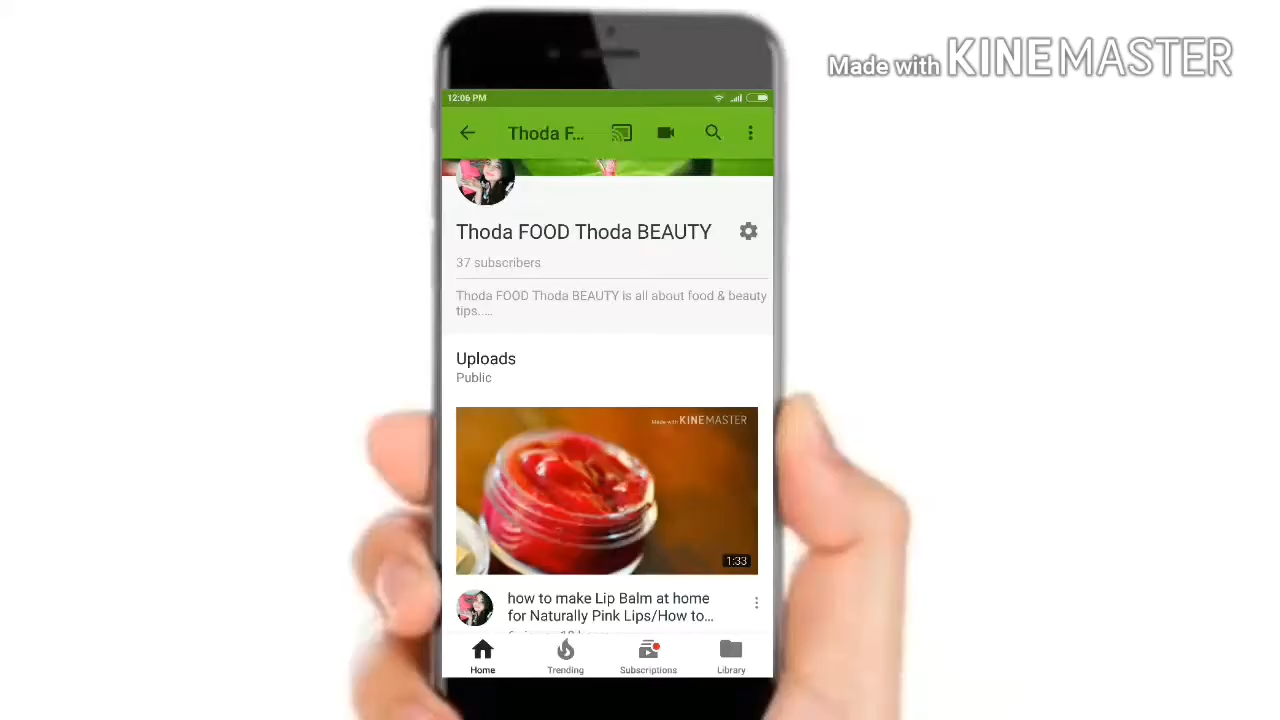 Made with KINEMASTER
12:06 PM
Thoda F...
Thoda FOOD Thoda BEAUTY
37 subscribers
Thoda FOOD Thoda BEAUTY is all about food & beauty
tips.....
Uploads
Public
Made with KINEMASTER
1:33
how to make Lip Balm at home
for Naturally Pink Lips/How to...
Home
Trending
Subscriptions
Library